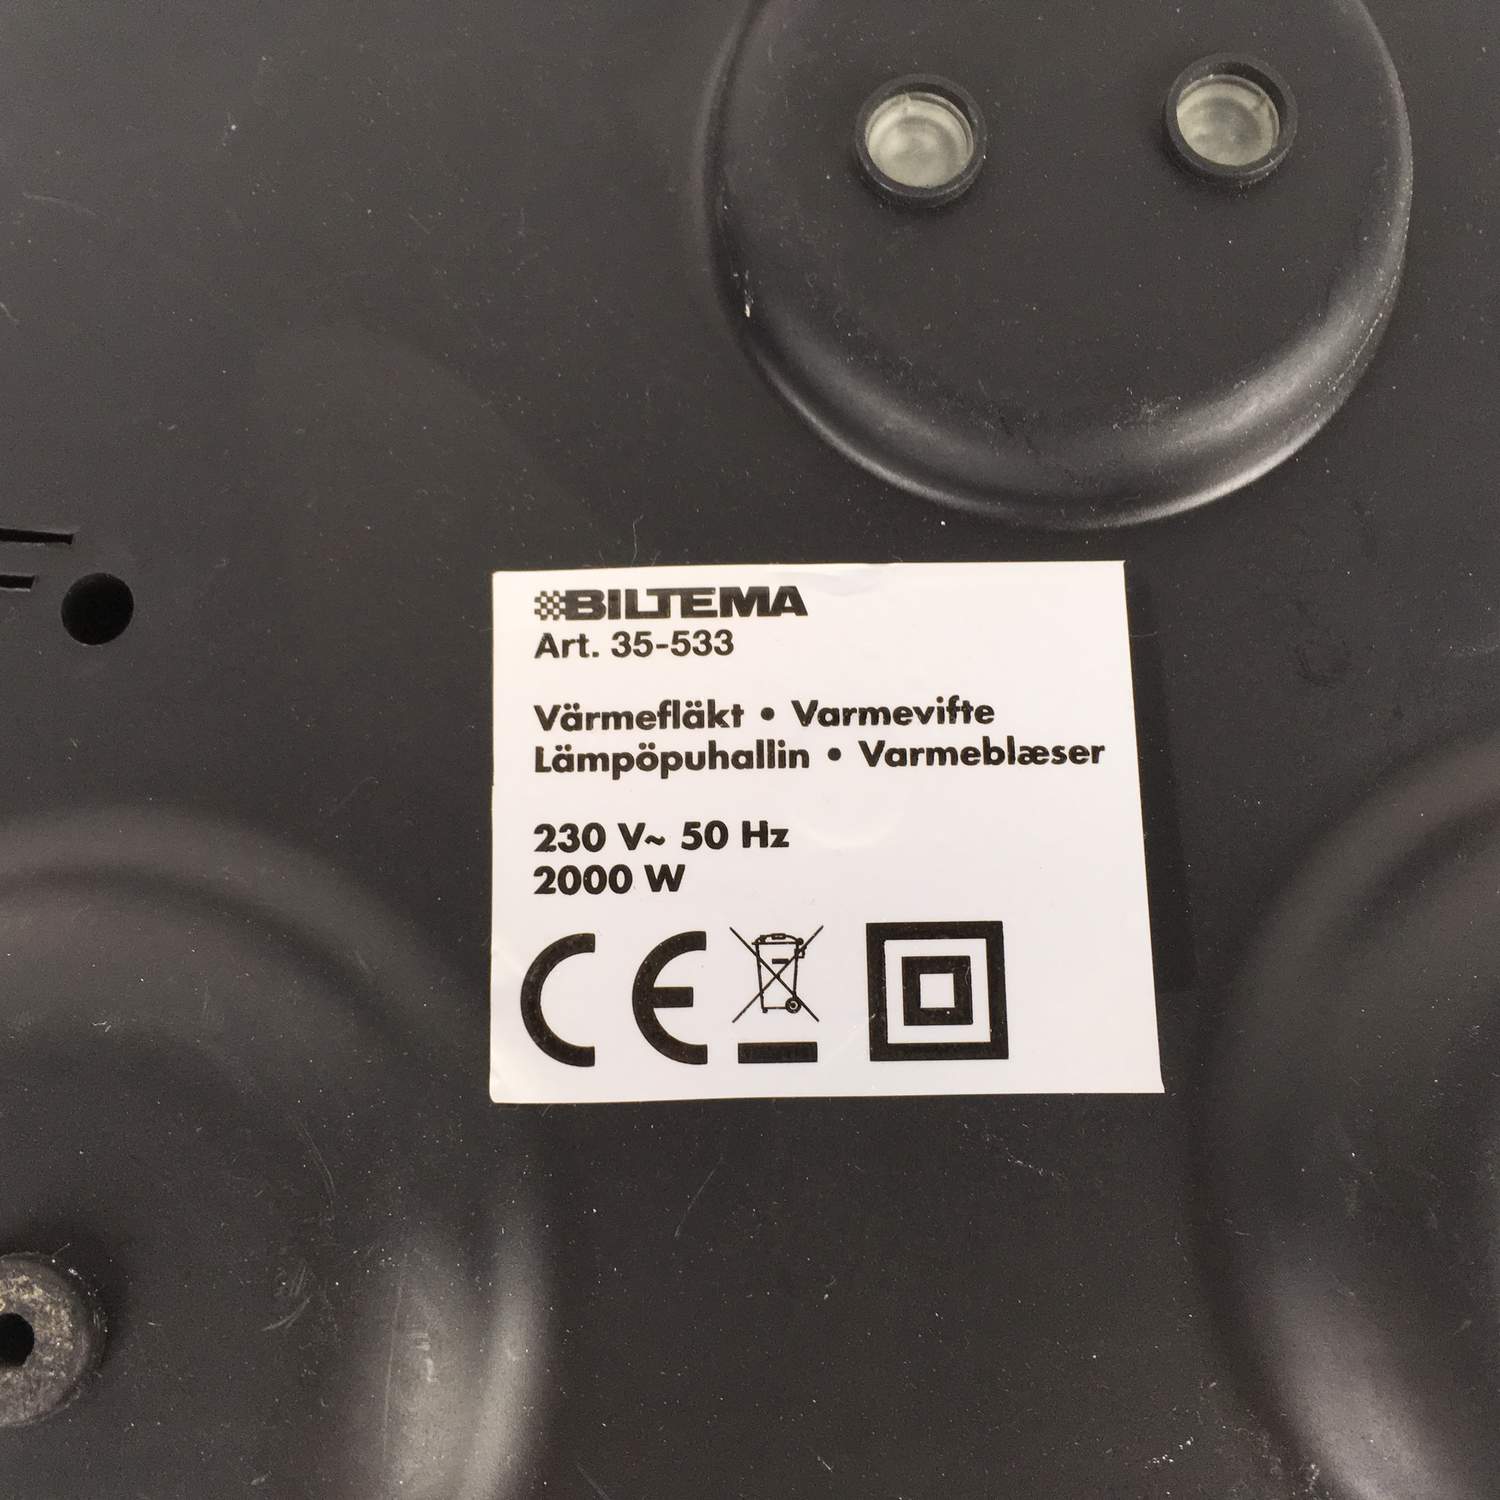 BILTEMA
Art. 35-533
Värmefläkt • Varmevifte
Lämpöpuhallin • Varmeblæser
230 V~ 50 Hz
2000 W
CE